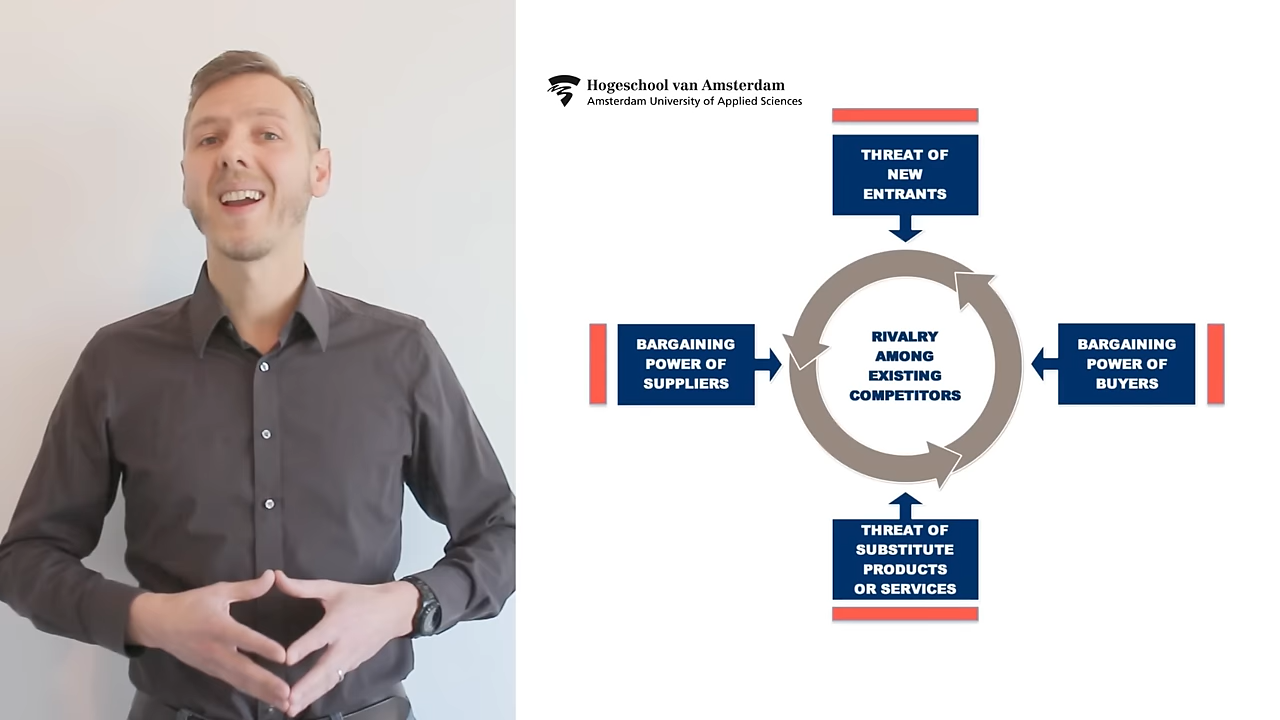 Hogeschool van Amsterdam
Amsterdam University of Applied Sciences
THREAT OF
NEW
ENTRANTS
BARGAINING
POWER OF
SUPPLIERS
RIVALRY
AMONG
EXISTING
COMPETITORS
BARGAINING
POWER OF
BUYERS
THREAT OF
SUBSTITUTE
PRODUCTS
OR SERVICES